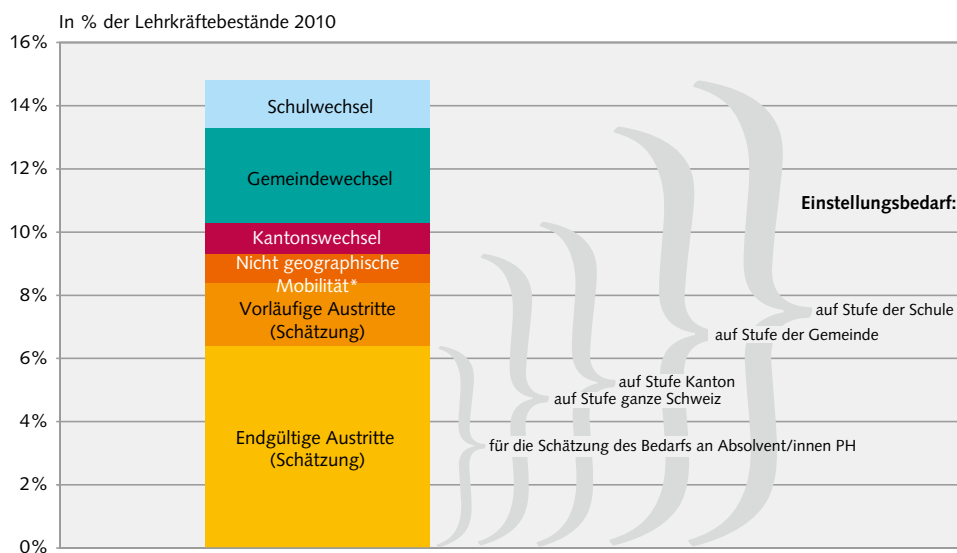 In % der Lehrkräftebestände 2010
16%
14%
12%
10%
8%
6%
4%
2%
0%
Schulwechsel
Gemeindewechsel
Kantonswechsel
Nicht geographische
Mobilität*
Vorläufige Austritte
(Schätzung)
Endgültige Austritte
(Schätzung)
Einstellungsbedarf:
auf Stufe der Schule
auf Stufe der Gemeinde
auf Stufe Kanton
auf Stufe ganze Schweiz
für die Schätzung des Bedarfs an Absolvent/innen PH